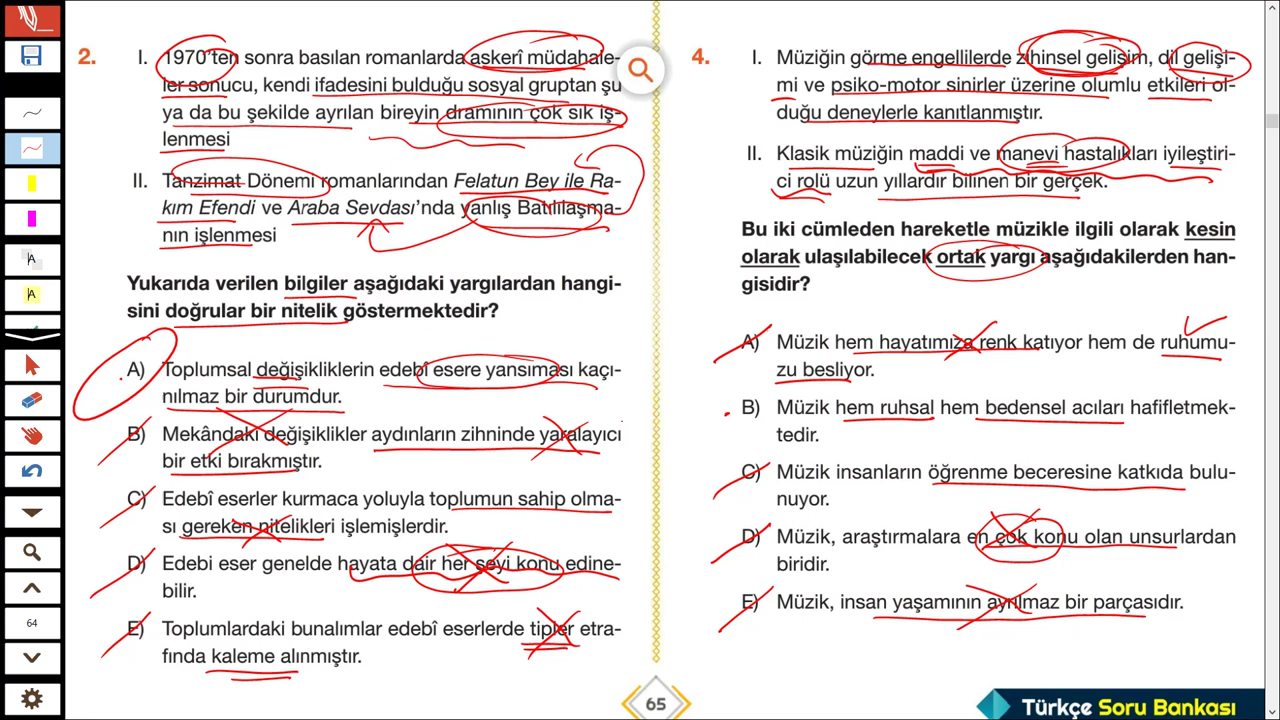 2.
I. 1970'ten sonra basılan romanlarda askerî müdahale-
ler sonucu, kendi ifadesini bulduğu sosyal gruptan şu
ya da bu şekilde ayrılan bireyin dramının çok sık iş-
lenmesi
II. Tanzimat Dönemi romanlarından Felatun Bey ile Ra-
kım Efendi ve Araba Sevdası'nda yanlış Batılılaşma-
nın işlenmesi
Yukarıda verilen bilgiler aşağıdaki yargılardan hangi-
sini doğrular bir nitelik göstermektedir?
A) Toplumsal değişikliklerin edebî esere yansıması kaçı-
nılmaz bir durumdur.
B) Mekândaki değişiklikler aydınların zihninde yaralayıcı
bir etki bırakmıştır.
C) Edebî eserler kurmaca yoluyla toplumun sahip olma-
sı gereken nitelikleri işlemişlerdir.
D) Edebi eser genelde hayata dair her şeyi konu edine-
bilir.
E) Toplumlardaki bunalımlar edebî eserlerde tipler etra-
fında kaleme alınmıştır.
4.
I. Müziğin görme engellilerde zihinsel gelişim, dil gelişi-
mi ve psiko-motor sinirler üzerine olumlu etkileri ol-
duğu deneylerle kanıtlanmıştır.
II. Klasik müziğin maddi ve manevi hastalıkları iyileştiri-
ci rolü uzun yıllardır bilinen bir gerçek.
Bu iki cümleden hareketle müzikle ilgili olarak kesin
olarak ulaşılabilecek ortak yargı aşağıdakilerden han-
gisidir?
A) Müzik hem hayatımıza renk katıyor hem de ruhumu-
zu besliyor.
B) Müzik hem ruhsal hem bedensel acıları hafifletmek-
tedir.
C) Müzik insanların öğrenme beceresine katkıda bulu-
nuyor.
D) Müzik, araştırmalara en çok konu olan unsurlardan
biridir.
E) Müzik, insan yaşamının ayrılmaz bir parçasıdır.
A
A
64
65
Türkçe Soru Bankası